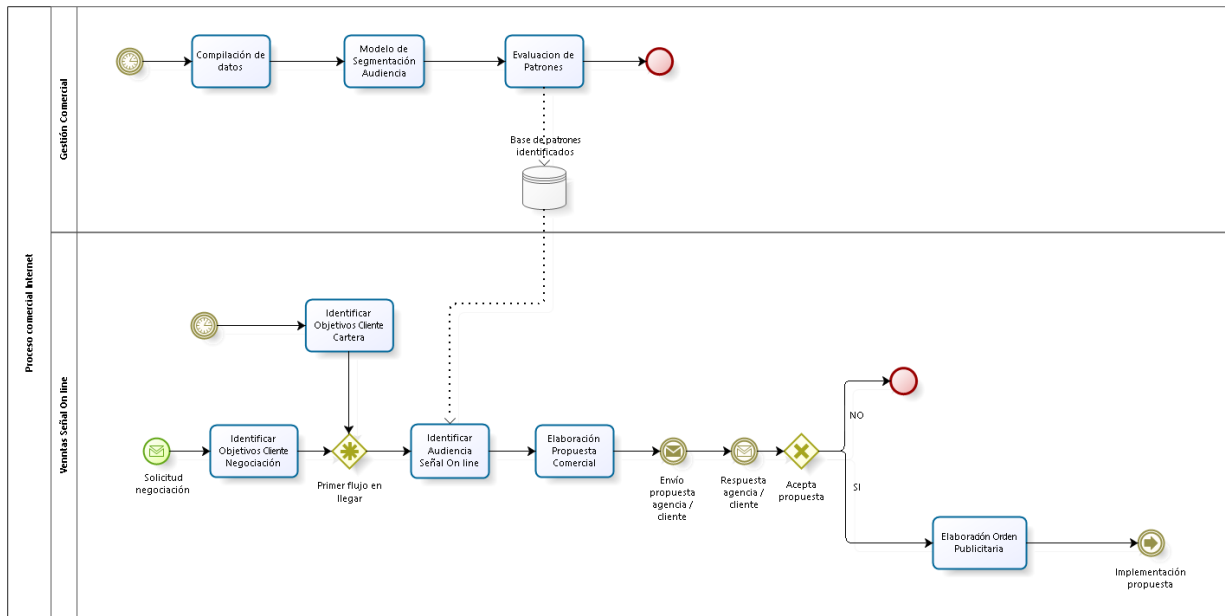 Proceso comercial Internet
Gestión Comercial
Compilación de
datos
Modelo de
Segmentación
Audiencia
Evaluacion de
Patrones
Base de patrones
identificados
Venntas Señal On line
Identificar
Objetivos Cliente
Cartera
Solicitud
negociación
Identificar
Objetivos Cliente
Negociación
Primer flujo en
llegar
Identificar
Audiencia
Señal On line
Elaboración
Propuesta
Comercial
Envío
propuesta
agencia /
cliente
Respuesta
agencia /
cliente
Acepta
propuesta
NO
SI
Elaboración Orden
Publicitaria
Implementación
propuesta